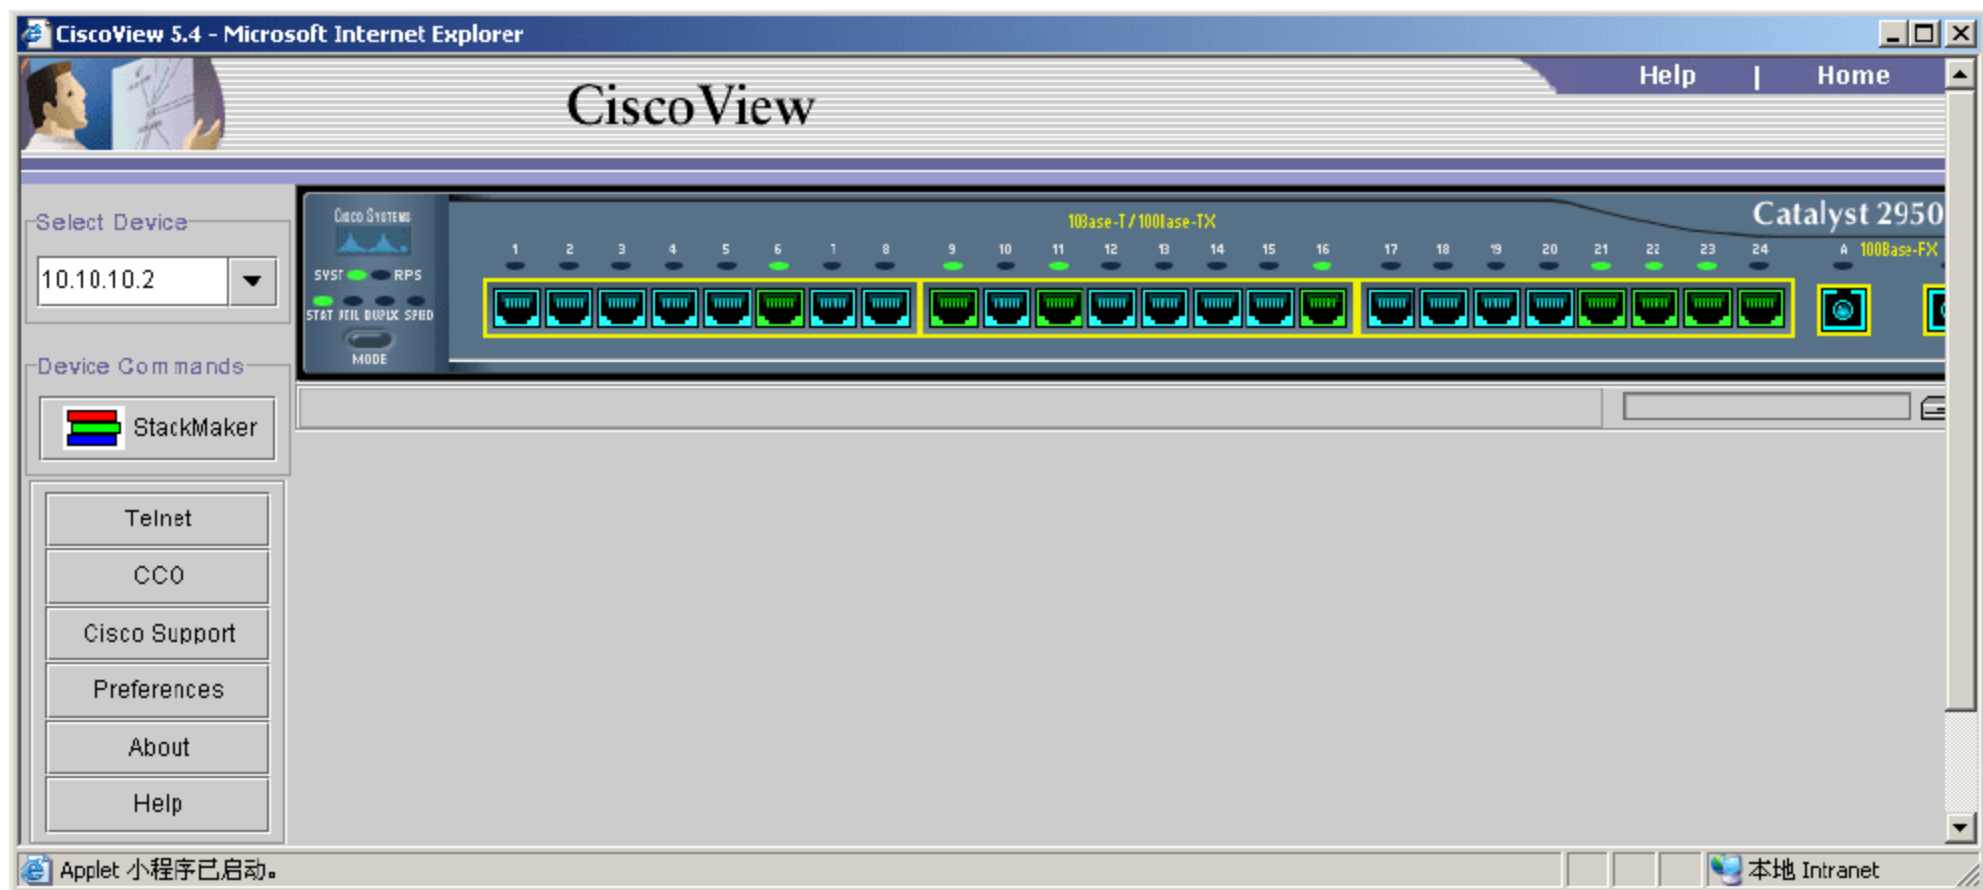 CiscoView 5.4 - Microsoft Internet Explorer
CiscoView
Help | Home
Select Device
10.10.10.2
Device Commands
StackMaker
Telnet
CCO
Cisco Support
Preferences
About
Help
CISCO SYSTEMS
SYST RPS
STAT UTIL DUPLX SPEED
MODE
10Base-T / 100Base-TX
Catalyst 2950
1 2 3 4 5 6 7 8 9 10 11 12 13 14 15 16 17 18 19 20 21 22 23 24 A 100Base-FX
Applet 小程序已启动。
本地 Intranet